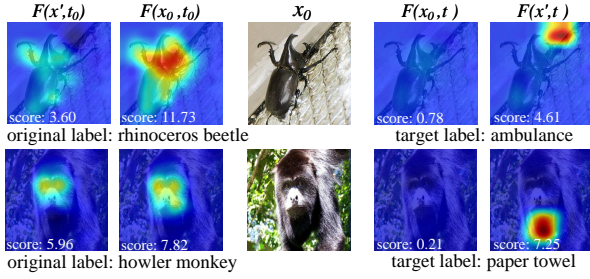 F(x',t₀) F(x₀,t₀) x₀ F(x₀,t) F(x',t)
score: 3.60 score: 11.73 score: 0.78 score: 4.61
original label: rhinoceros beetle target label: ambulance
score: 5.96 score: 7.82 score: 0.21 score: 7.25
original label: howler monkey target label: paper towel